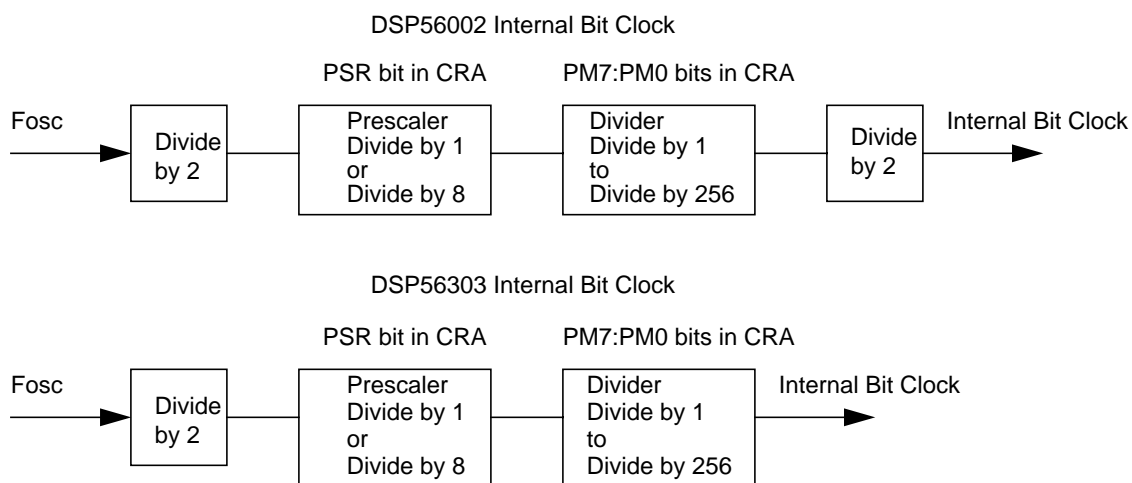 DSP56002 Internal Bit Clock
PSR bit in CRA
PM7:PM0 bits in CRA
Fosc
Divide
by 2
Prescaler
Divide by 1
or
Divide by 8
Divider
Divide by 1
to
Divide by 256
Divide
by 2
Internal Bit Clock
DSP56303 Internal Bit Clock
PSR bit in CRA
PM7:PM0 bits in CRA
Fosc
Divide
by 2
Prescaler
Divide by 1
or
Divide by 8
Divider
Divide by 1
to
Divide by 256
Internal Bit Clock